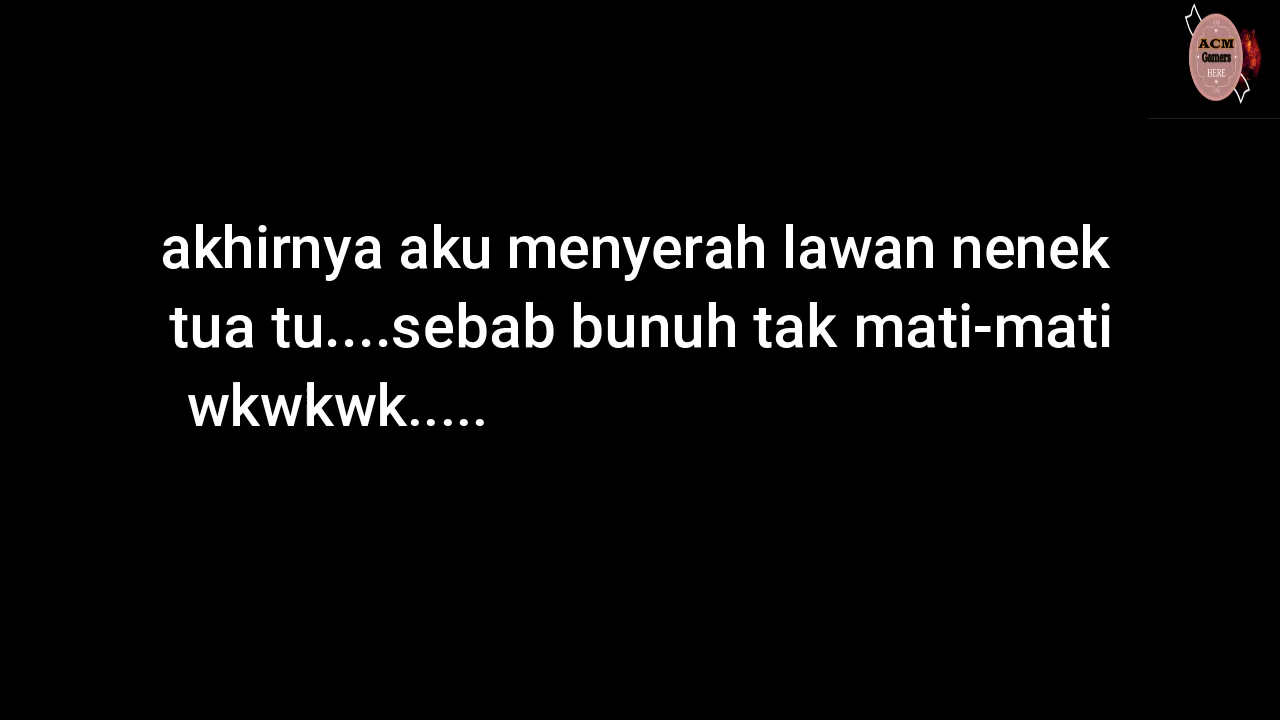 ACM
Gamers
HERE
akhirnya aku menyerah lawan nenek
tua tu....sebab bunuh tak mati-mati
wkwkwk.....